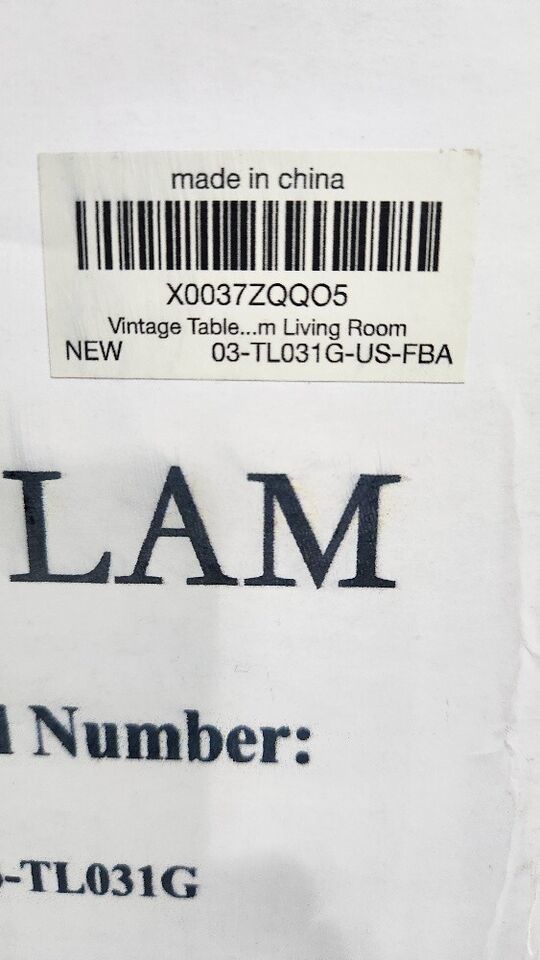 made in china
X0037ZQQO5
Vintage Table...m Living Room
NEW 03-TL031G-US-FBA
LAM
Number:
-TL031G